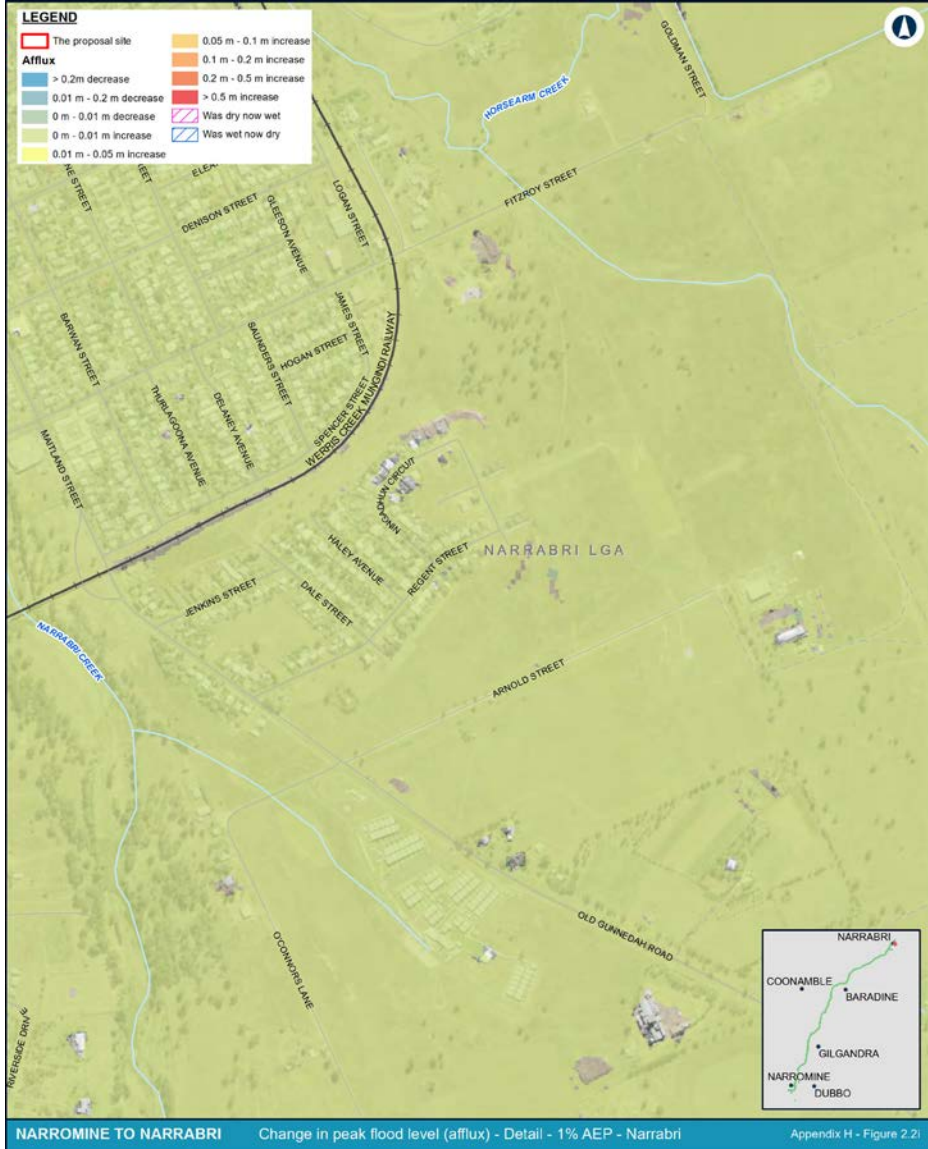 LEGEND
The proposal site
Afflux
> 0.2m decrease
0.01 m - 0.2 m decrease
0 m - 0.01 m decrease
0 m - 0.01 m increase
0.01 m - 0.05 m increase
0.05 m - 0.1 m increase
0.1 m - 0.2 m increase
0.2 m - 0.5 m increase
> 0.5 m increase
Was dry now wet
Was wet now dry
GOLDMAN STREET
HORSEARM CREEK
FITZROY STREET
LOGAN STREET
DENISON STREET
GLEESON AVENUE
JAMES STREET
HOGAN STREET
SAUNDERS STREET
BARWAN STREET
SPENCER STREET
WERRIS CREEK MUNGINDI RAILWAY
DELANEY AVENUE
THURLAGOONA AVENUE
MAITLAND STREET
NINGADHUN CIRCUIT
HALEY AVENUE
REGENT STREET
NARRABRI LGA
JENKINS STREET
DALE STREET
NARRABRI CREEK
ARNOLD STREET
OLD GUNNEDAH ROAD
O'CONNORS LANE
RIVERSIDE DRIVE
NARRABRI
COONAMBLE
BARADINE
GILGANDRA
NARROMINE
DUBBO
NARROMINE TO NARRABRI
Change in peak flood level (afflux) - Detail - 1% AEP - Narrabri
Appendix H - Figure 2.2i